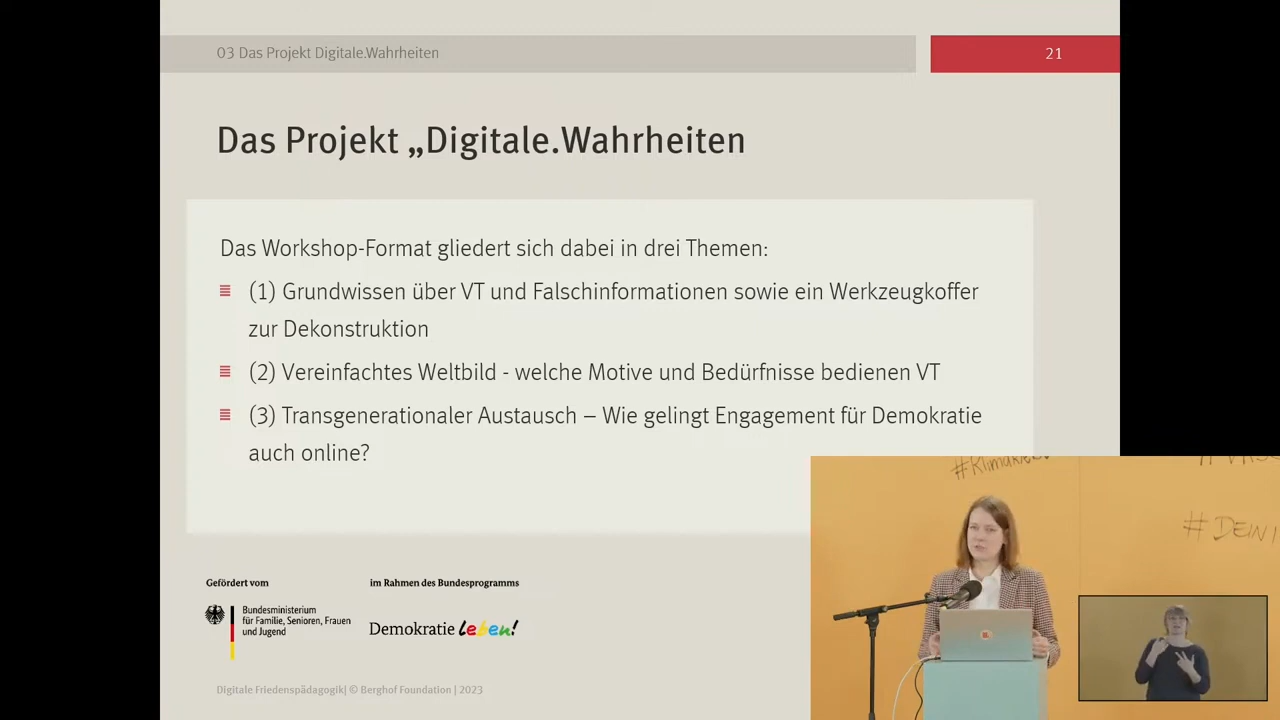 03 Das Projekt Digitale.Wahrheiten
21
Das Projekt „Digitale.Wahrheiten
Das Workshop-Format gliedert sich dabei in drei Themen:
(1) Grundwissen über VT und Falschinformationen sowie ein Werkzeugkoffer
zur Dekonstruktion
(2) Vereinfachtes Weltbild - welche Motive und Bedürfnisse bedienen VT
(3) Transgenerationaler Austausch – Wie gelingt Engagement für Demokratie
auch online?
Gefördert vom
Bundesministerium
für Familie, Senioren, Frauen
und Jugend
im Rahmen des Bundesprogramms
Demokratie leben!
Digitale Friedenspädagogik| © Berghof Foundation | 2023